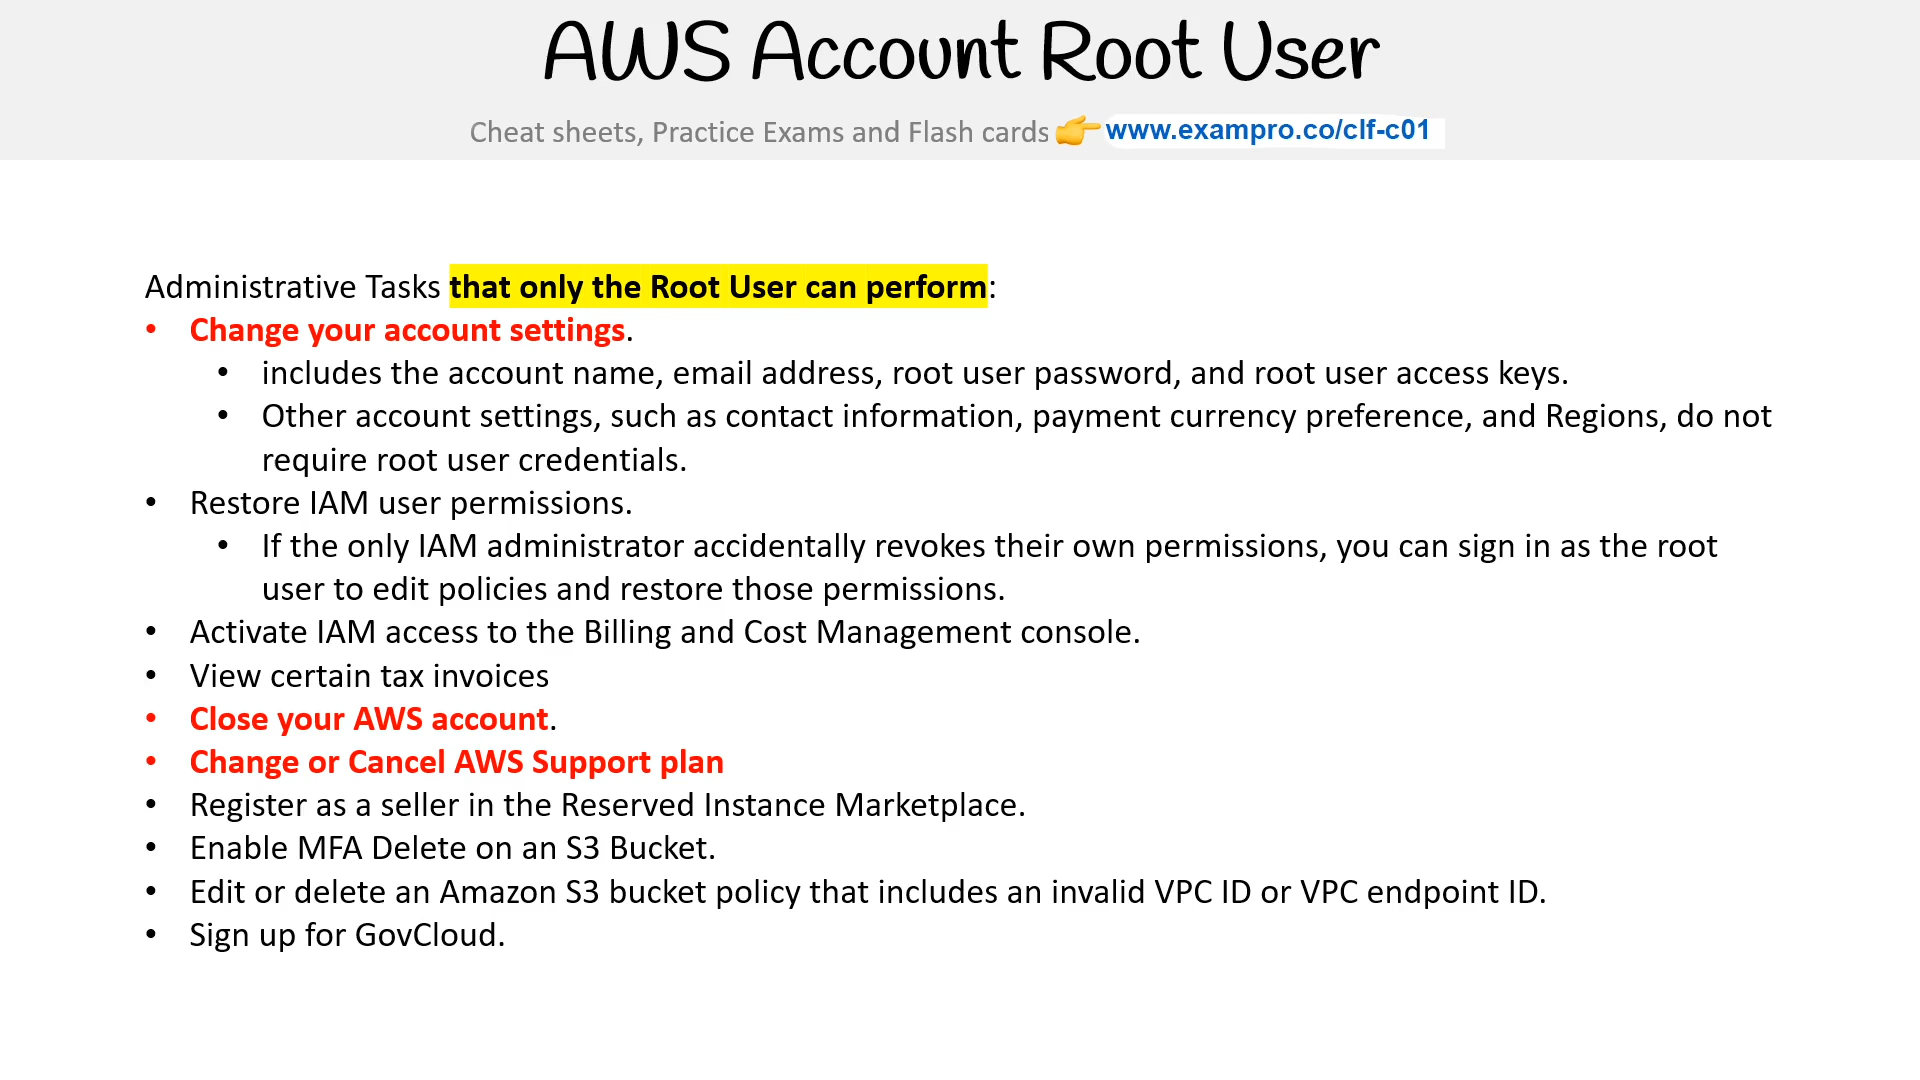 AWS Account Root User
Cheat sheets, Practice Exams and Flash cards 👉 www.exampro.co/clf-c01
Administrative Tasks that only the Root User can perform:
• Change your account settings.
• includes the account name, email address, root user password, and root user access keys.
• Other account settings, such as contact information, payment currency preference, and Regions, do not
require root user credentials.
• Restore IAM user permissions.
• If the only IAM administrator accidentally revokes their own permissions, you can sign in as the root
user to edit policies and restore those permissions.
• Activate IAM access to the Billing and Cost Management console.
• View certain tax invoices
• Close your AWS account.
• Change or Cancel AWS Support plan
• Register as a seller in the Reserved Instance Marketplace.
• Enable MFA Delete on an S3 Bucket.
• Edit or delete an Amazon S3 bucket policy that includes an invalid VPC ID or VPC endpoint ID.
• Sign up for GovCloud.